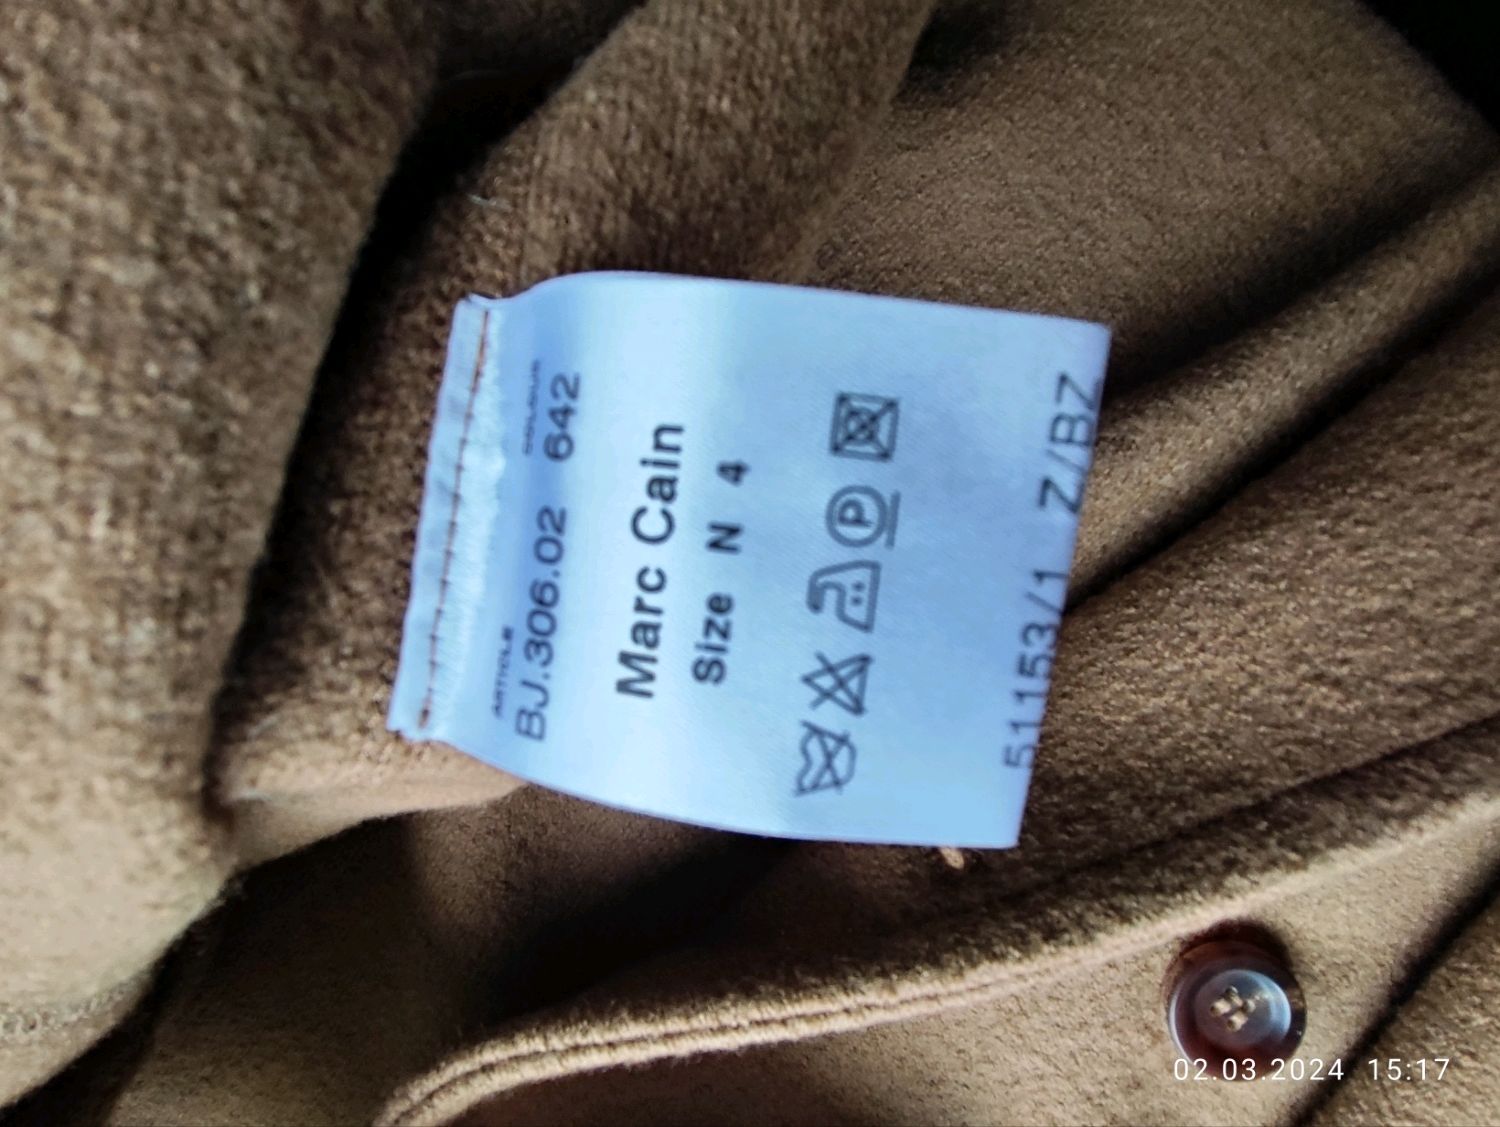 ARTICLE COLOUR
BJ.306.02 642
Marc Cain
Size N 4
P
51153/1 Z/BZ
02.03.2024 15:17